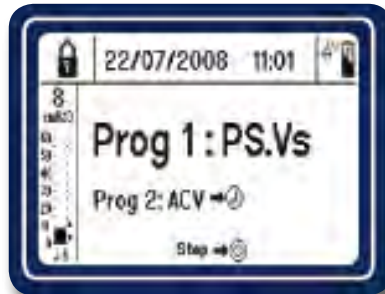 22/07/2008 11:01
8
Prog 1 : PS.Vs
Prog 2: ACV
Stop